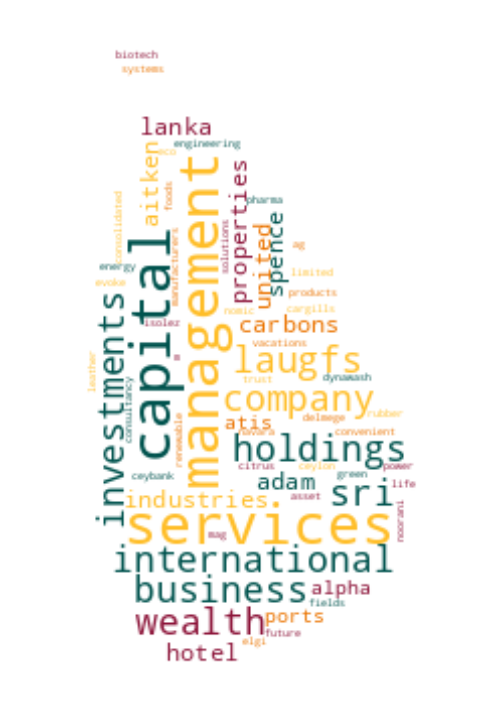 biotech
systems
lanka
engineering
eco
aitken
foods
management
properties
pharma
spence
united
solutions
consolidated
capital
manufacturers
ag
energy
limited
evoke
investments
products
cargills
nomic
isolez
carbons
vacations
laugfs
trust
dynawash
leather
consultancy
company
rubber
delmege
atis
navara
convenient
renewable
holdings
citrus
ceylon
power
ceybank
green
adam
life
sri
asset
industries.
noorani
services
mag
international
business
alpha
fields
wealth
ports
future
elgi
hotel